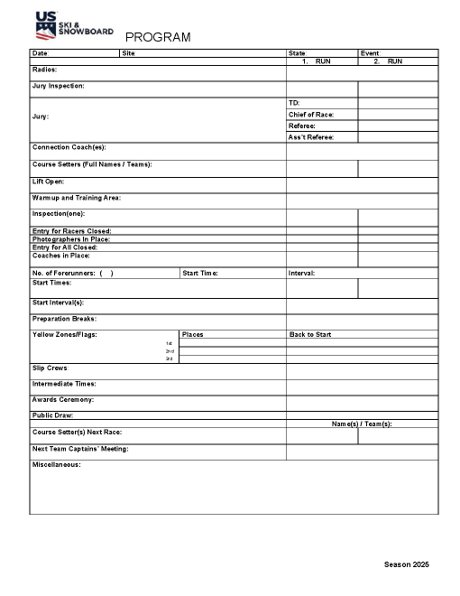 US
SKI &
SNOWBOARD
PROGRAM
Date Site State Event
1. RUN 2. RUN
Radios:
Jury Inspection:
TD:
Chief of Race:
Jury:
Referee:
Ass't Referee:
Connection Coach(es):
Course Setters (Full Names / Teams):
Lift Open:
Warmup and Training Area:
Inspection(one):
Entry for Racers Closed:
Photographers In Place:
Entry for All Closed:
Coaches in Place:
No. of Forerunners: ( ) Start Time: Interval:
Start Times:
Start Interval(s):
Preparation Breaks:
Yellow Zones/Flags: Places Back to Start
1st
2nd
3rd
Slip Crews
Intermediate Times:
Awards Ceremony:
Public Draw:
Name(s) / Team(s):
Course Setter(s) Next Race:
Next Team Captains' Meeting:
Miscellaneous:
Season 2025